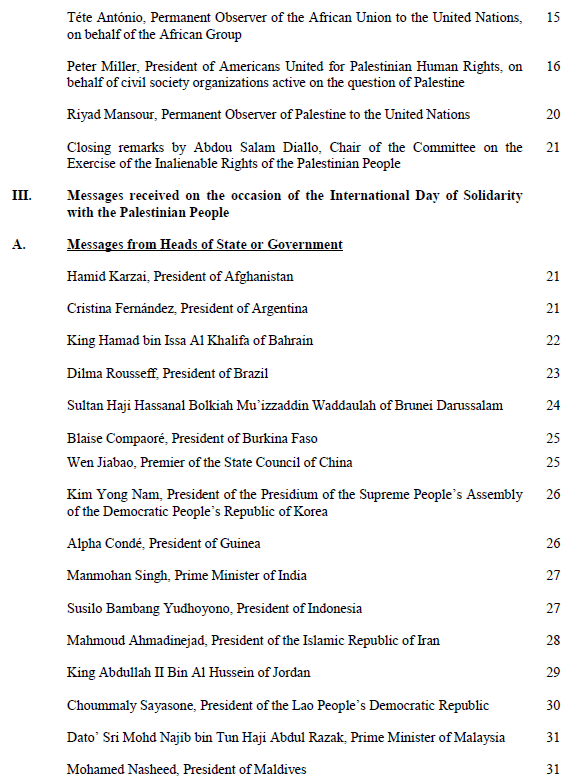 Téte António, Permanent Observer of the African Union to the United Nations, 15
on behalf of the African Group
Peter Miller, President of Americans United for Palestinian Human Rights, on 16
behalf of civil society organizations active on the question of Palestine
Riyad Mansour, Permanent Observer of Palestine to the United Nations 20
Closing remarks by Abdou Salam Diallo, Chair of the Committee on the 21
Exercise of the Inalienable Rights of the Palestinian People
III. Messages received on the occasion of the International Day of Solidarity
with the Palestinian People
A. Messages from Heads of State or Government
Hamid Karzai, President of Afghanistan 21
Cristina Fernández, President of Argentina 21
King Hamad bin Issa Al Khalifa of Bahrain 22
Dilma Rousseff, President of Brazil 23
Sultan Haji Hassanal Bolkiah Mu’izzaddin Waddaulah of Brunei Darussalam 24
Blaise Compaoré, President of Burkina Faso 25
Wen Jiabao, Premier of the State Council of China 25
Kim Yong Nam, President of the Presidium of the Supreme People’s Assembly 26
of the Democratic People’s Republic of Korea
Alpha Condé, President of Guinea 26
Manmohan Singh, Prime Minister of India 27
Susilo Bambang Yudhoyono, President of Indonesia 27
Mahmoud Ahmadinejad, President of the Islamic Republic of Iran 28
King Abdullah II Bin Al Hussein of Jordan 29
Choummaly Sayasone, President of the Lao People’s Democratic Republic 30
Dato’ Sri Mohd Najib bin Tun Haji Abdul Razak, Prime Minister of Malaysia 31
Mohamed Nasheed, President of Maldives 31